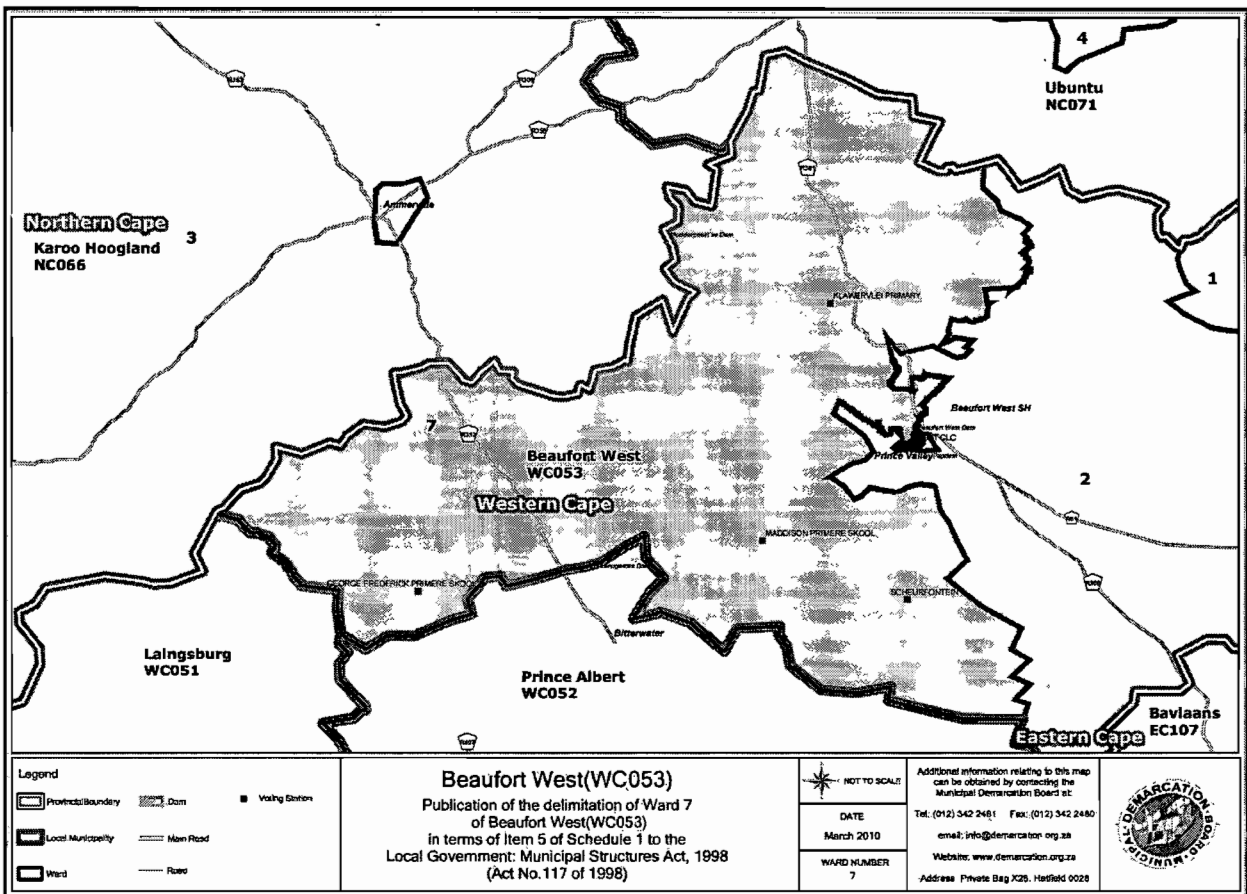 4
Ubuntu
NC071
Northern Cape
Karoo Hoogland
NC066
3
1
KLAWERVLEI PRIMARY
Beaufort West SH
Beaufort West Dam
CLC
Prince Valley
7
Beaufort West
WC053
Western Cape
2
MADDISON PRIMERE SKOOL
GEORGE FREDERICK PRIMERE SKOOL
SCHEURFONTEIN
Bitterwater
Laingsburg
WC051
Prince Albert
WC052
Bavlaans
EC107
Eastern Cape
Legend
Provincial Boundary
Dam
Voting Station
Local Municipality
Main Road
Ward
Road
Beaufort West(WC053)
Publication of the delimitation of Ward 7
of Beaufort West(WC053)
in terms of Item 5 of Schedule 1 to the
Local Government: Municipal Structures Act, 1998
(Act No.117 of 1998)
NOT TO SCALE
DATE
March 2010
WARD NUMBER
7
Additional information relating to this map
can be obtained by contacting the
Municipal Demarcation Board at:
Tel: (012) 342 2481 Fax: (012) 342 2480
email: info@demarcation.org.za
Website: www.demarcation.org.za
Address: Private Bag X28, Hatfield 0028
MUNICIPAL DEMARCATION BOARD